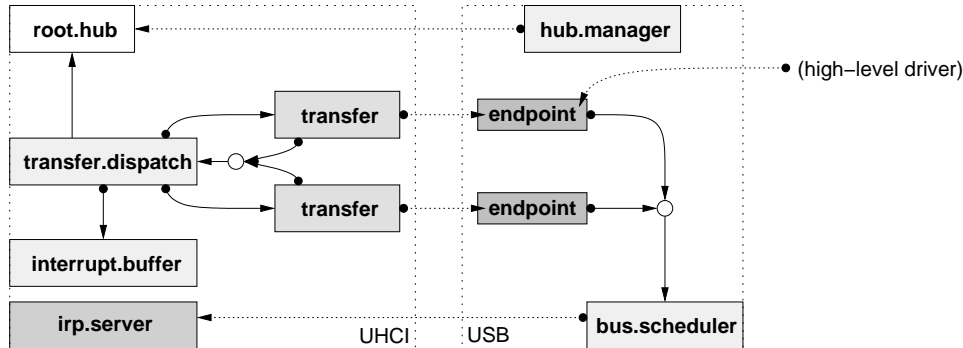 root.hub
hub.manager
(high–level driver)
transfer
endpoint
transfer.dispatch
transfer
endpoint
interrupt.buffer
irp.server
UHCI
USB
bus.scheduler